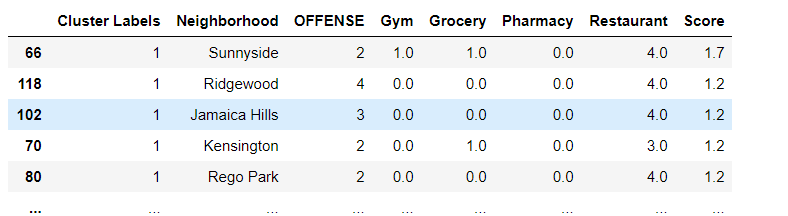 Cluster Labels Neighborhood OFFENSE Gym Grocery Pharmacy Restaurant Score
66 1 Sunnyside 2 1.0 1.0 0.0 4.0 1.7
118 1 Ridgewood 4 0.0 0.0 0.0 4.0 1.2
102 1 Jamaica Hills 3 0.0 0.0 0.0 4.0 1.2
70 1 Kensington 2 0.0 1.0 0.0 3.0 1.2
80 1 Rego Park 2 0.0 0.0 0.0 4.0 1.2
... ... ... ... ... ... ... ... ...